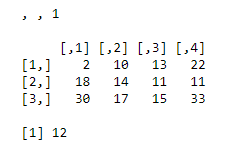 , , 1
     [,1] [,2] [,3] [,4]
[1,]    2   10   13   22
[2,]   18   14   11   11
[3,]   30   17   15   33
[1] 12